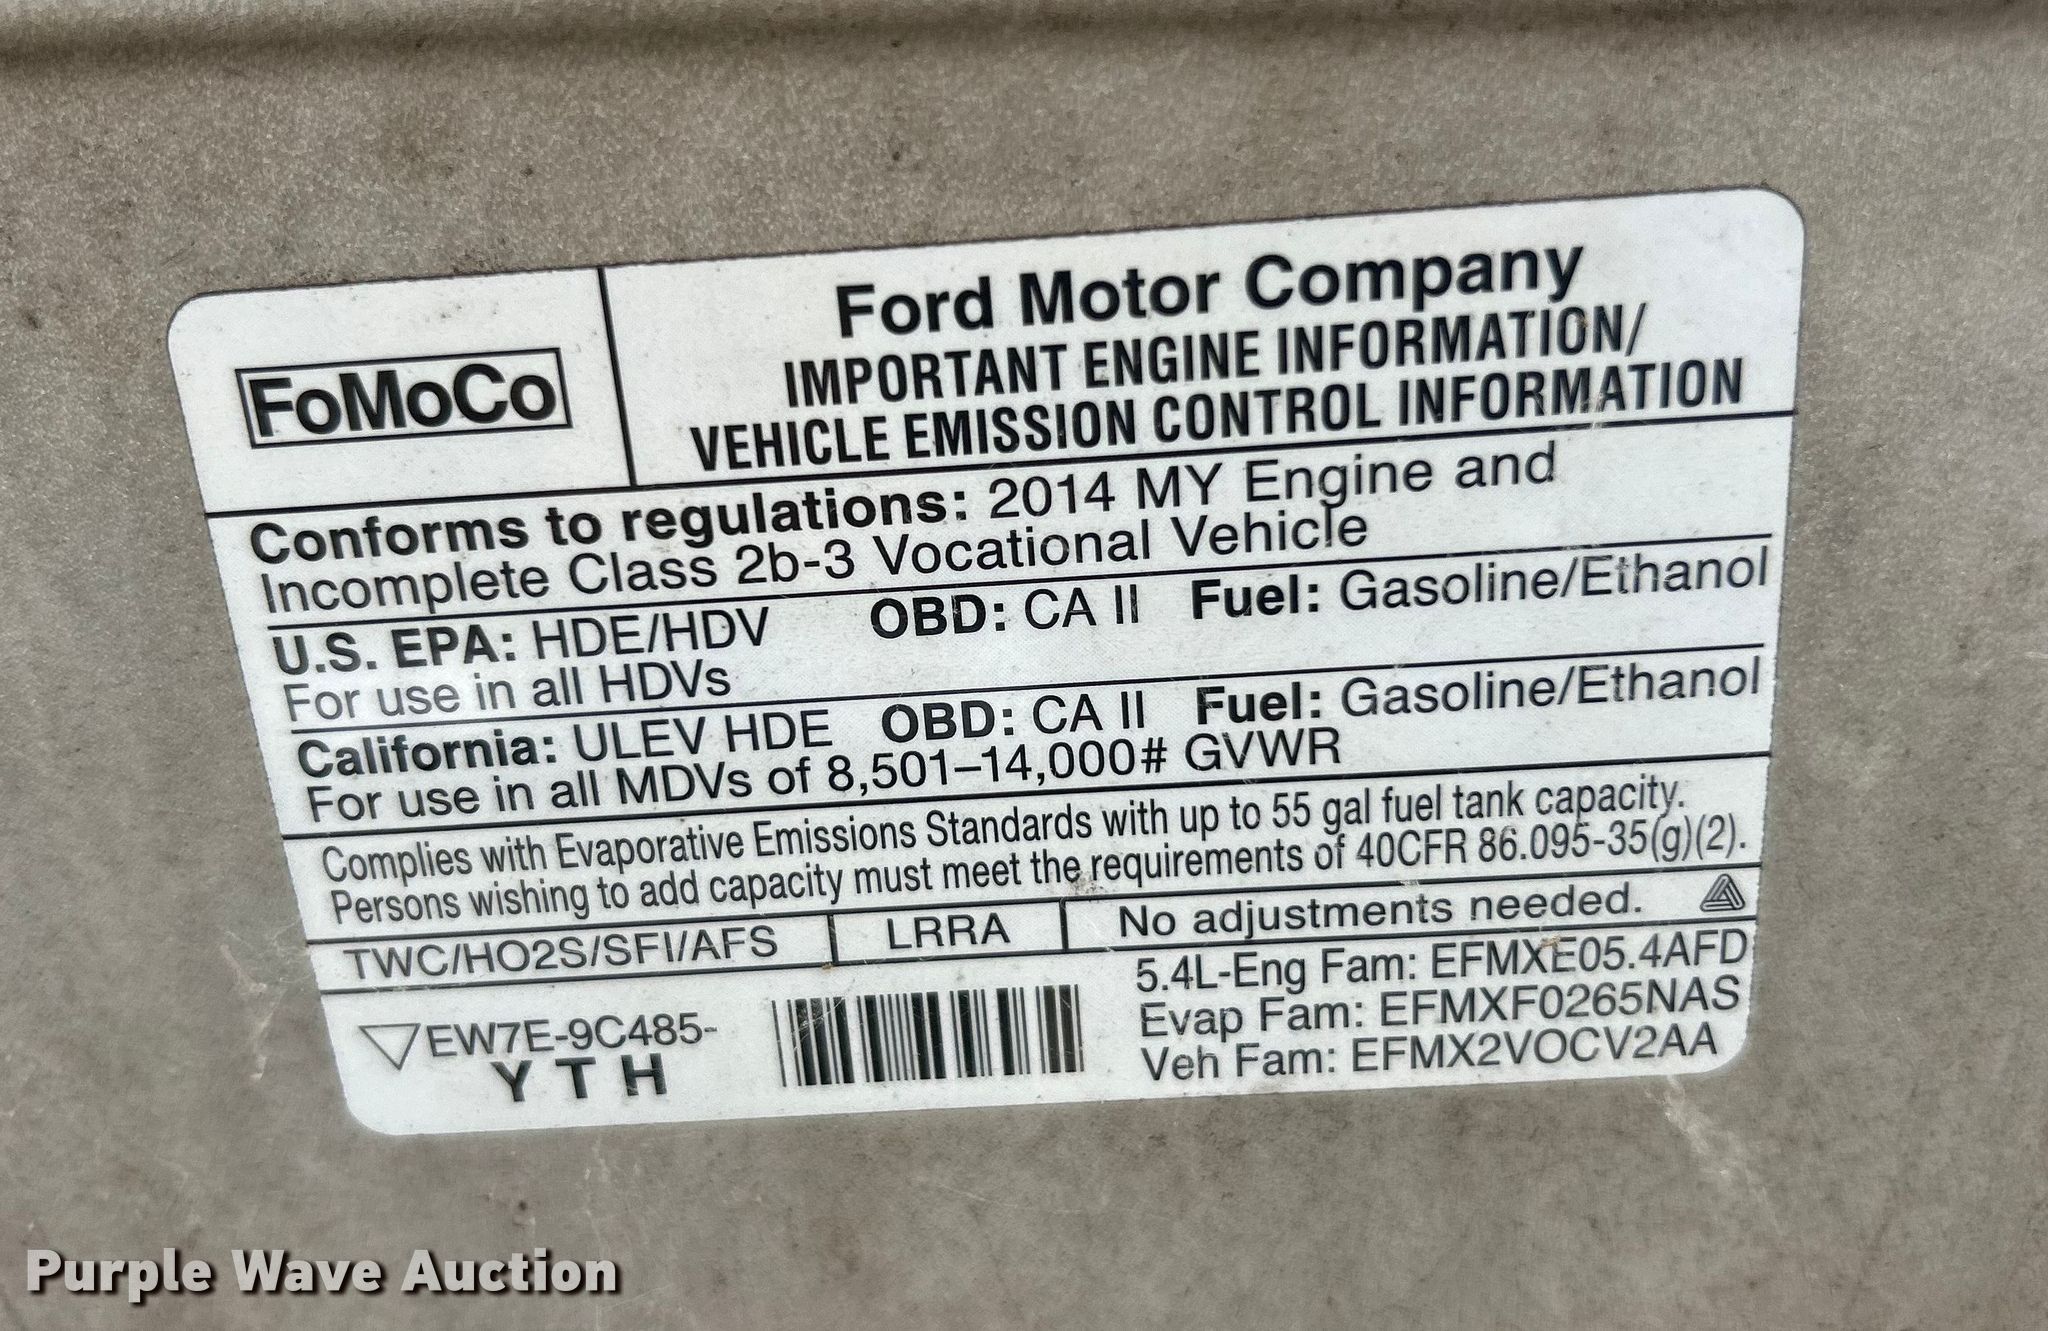 FoMoCo
Ford Motor Company
IMPORTANT ENGINE INFORMATION/
VEHICLE EMISSION CONTROL INFORMATION
Conforms to regulations: 2014 MY Engine and
Incomplete Class 2b-3 Vocational Vehicle
U.S. EPA: HDE/HDV OBD: CA II Fuel: Gasoline/Ethanol
For use in all HDVs
California: ULEV HDE OBD: CA II Fuel: Gasoline/Ethanol
For use in all MDVs of 8,501–14,000# GVWR
Complies with Evaporative Emissions Standards with up to 55 gal fuel tank capacity.
Persons wishing to add capacity must meet the requirements of 40CFR 86.095-35(g)(2).
TWC/HO2S/SFI/AFS LRRA No adjustments needed.
EW7E-9C485-
YTH
5.4L-Eng Fam: EFMXE05.4AFD
Evap Fam: EFMXF0265NAS
Veh Fam: EFMX2VOCV2AA
Purple Wave Auction